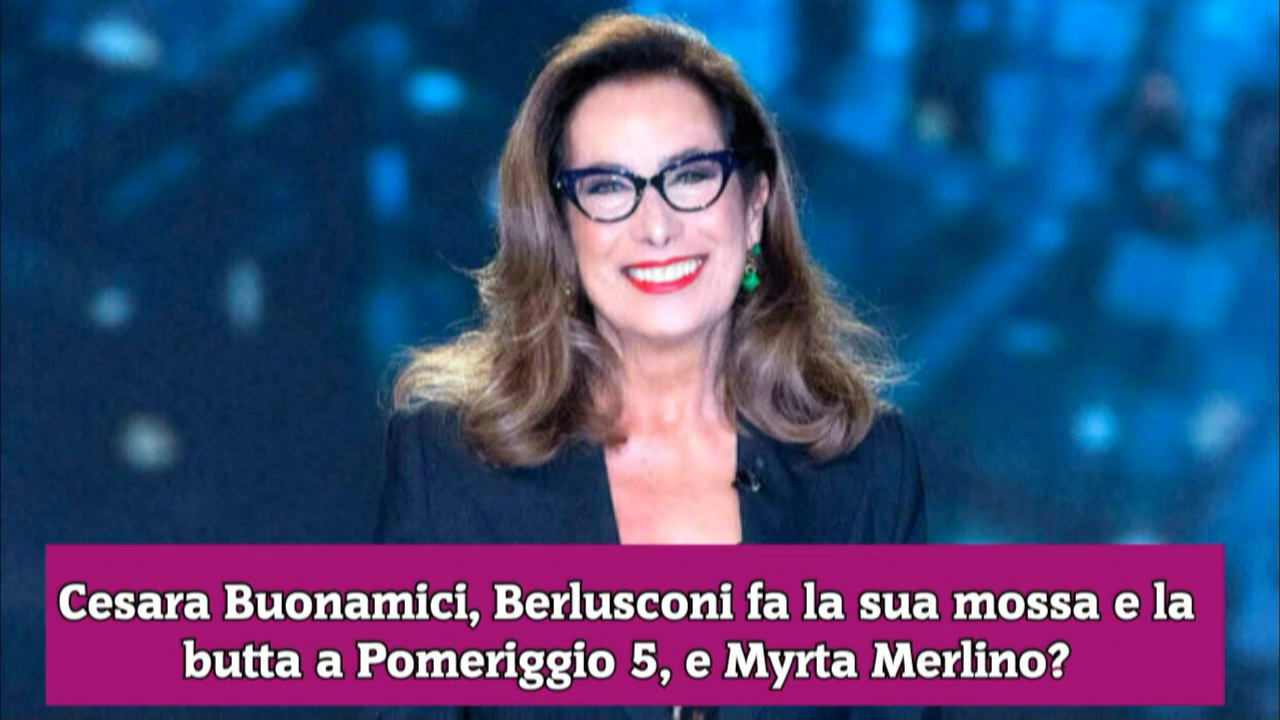 Cesara Buonamici, Berlusconi fa la sua mossa e la
butta a Pomeriggio 5, e Myrta Merlino?